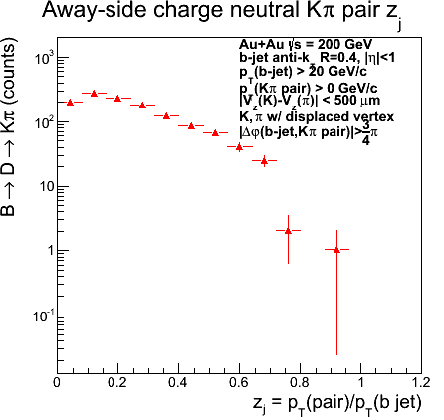 Away-side charge neutral Kπ pair z_j
Au+Au √s = 200 GeV
b-jet anti-k_T R=0.4, |η|<1
p_T(b-jet) > 20 GeV/c
p_T(Kπ pair) > 0 GeV/c
|V_z(K)-V_z(π)| < 500 μm
K, π w/ displaced vertex
|Δφ(b-jet,Kπ pair)|>3/4π
B → D → Kπ (counts)
10³
10²
10
1
10⁻¹
0 0.2 0.4 0.6 0.8 1 1.2
z_j = p_T(pair)/p_T(b jet)